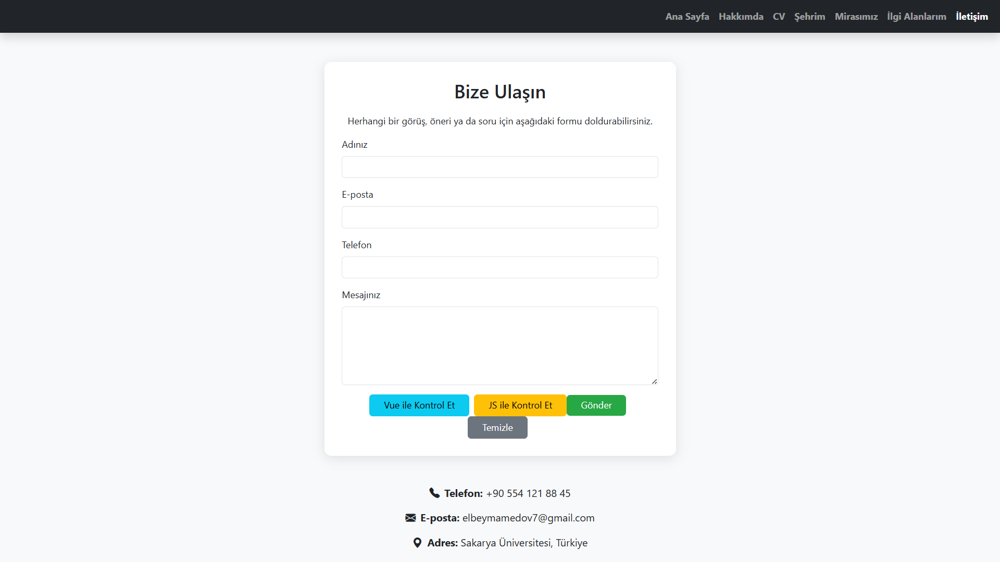 Ana Sayfa Hakkımda CV Şehrim Mirasımız İlgi Alanlarım İletişim
Bize Ulaşın
Herhangi bir görüş, öneri ya da soru için aşağıdaki formu doldurabilirsiniz.
Adınız
E-posta
Telefon
Mesajınız
Vue ile Kontrol Et JS ile Kontrol Et Gönder
Temizle
Telefon: +90 554 121 88 45
E-posta: elbeymamedov7@gmail.com
Adres: Sakarya Üniversitesi, Türkiye